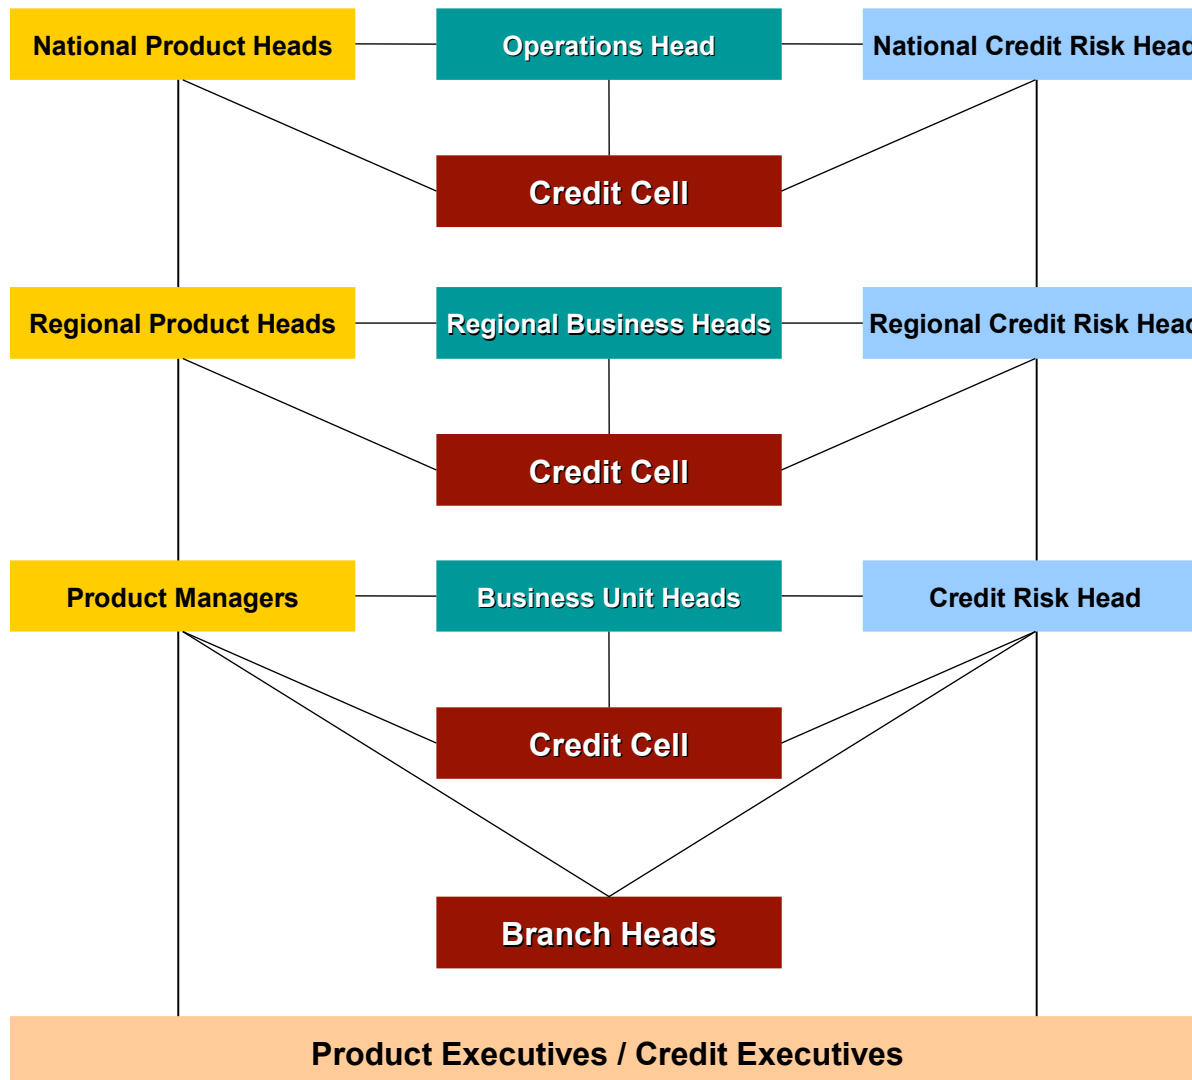 National Product Heads
Operations Head
National Credit Risk Head
Credit Cell
Regional Product Heads
Regional Business Heads
Regional Credit Risk Head
Credit Cell
Product Managers
Business Unit Heads
Credit Risk Head
Credit Cell
Branch Heads
Product Executives / Credit Executives